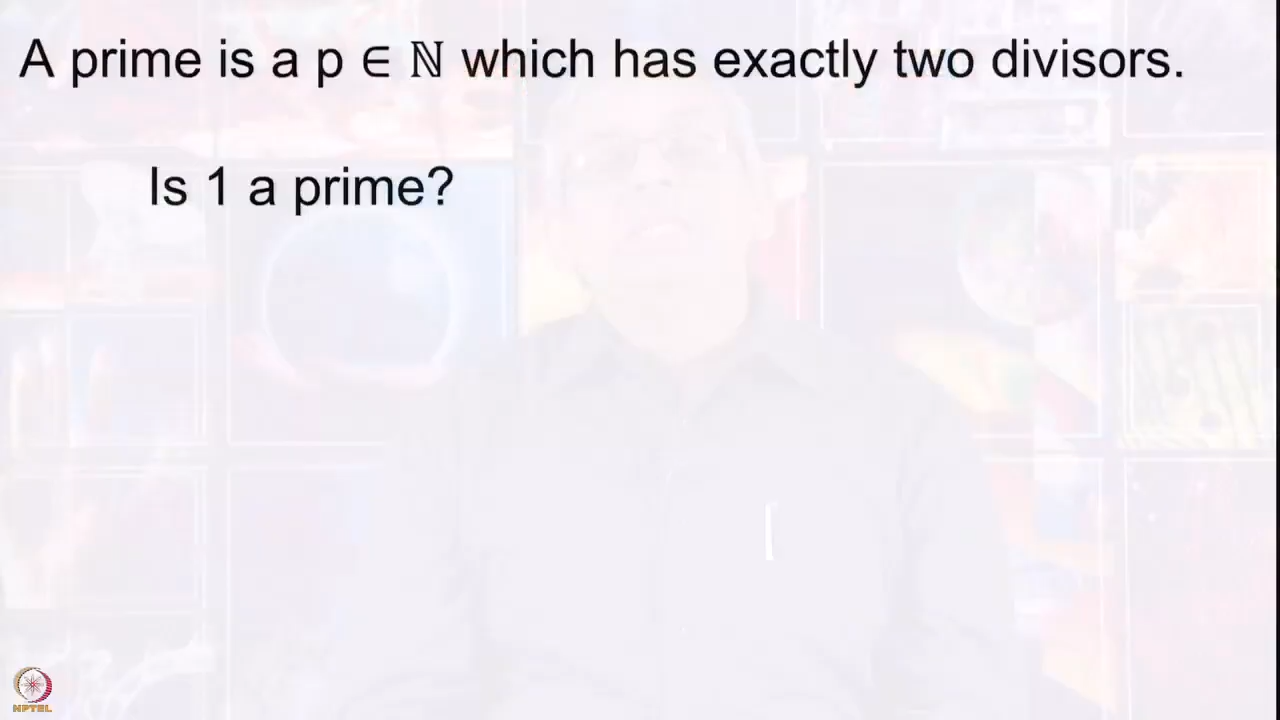 A prime is a p ∈ ℕ which has exactly two divisors.
Is 1 a prime?
NPTEL